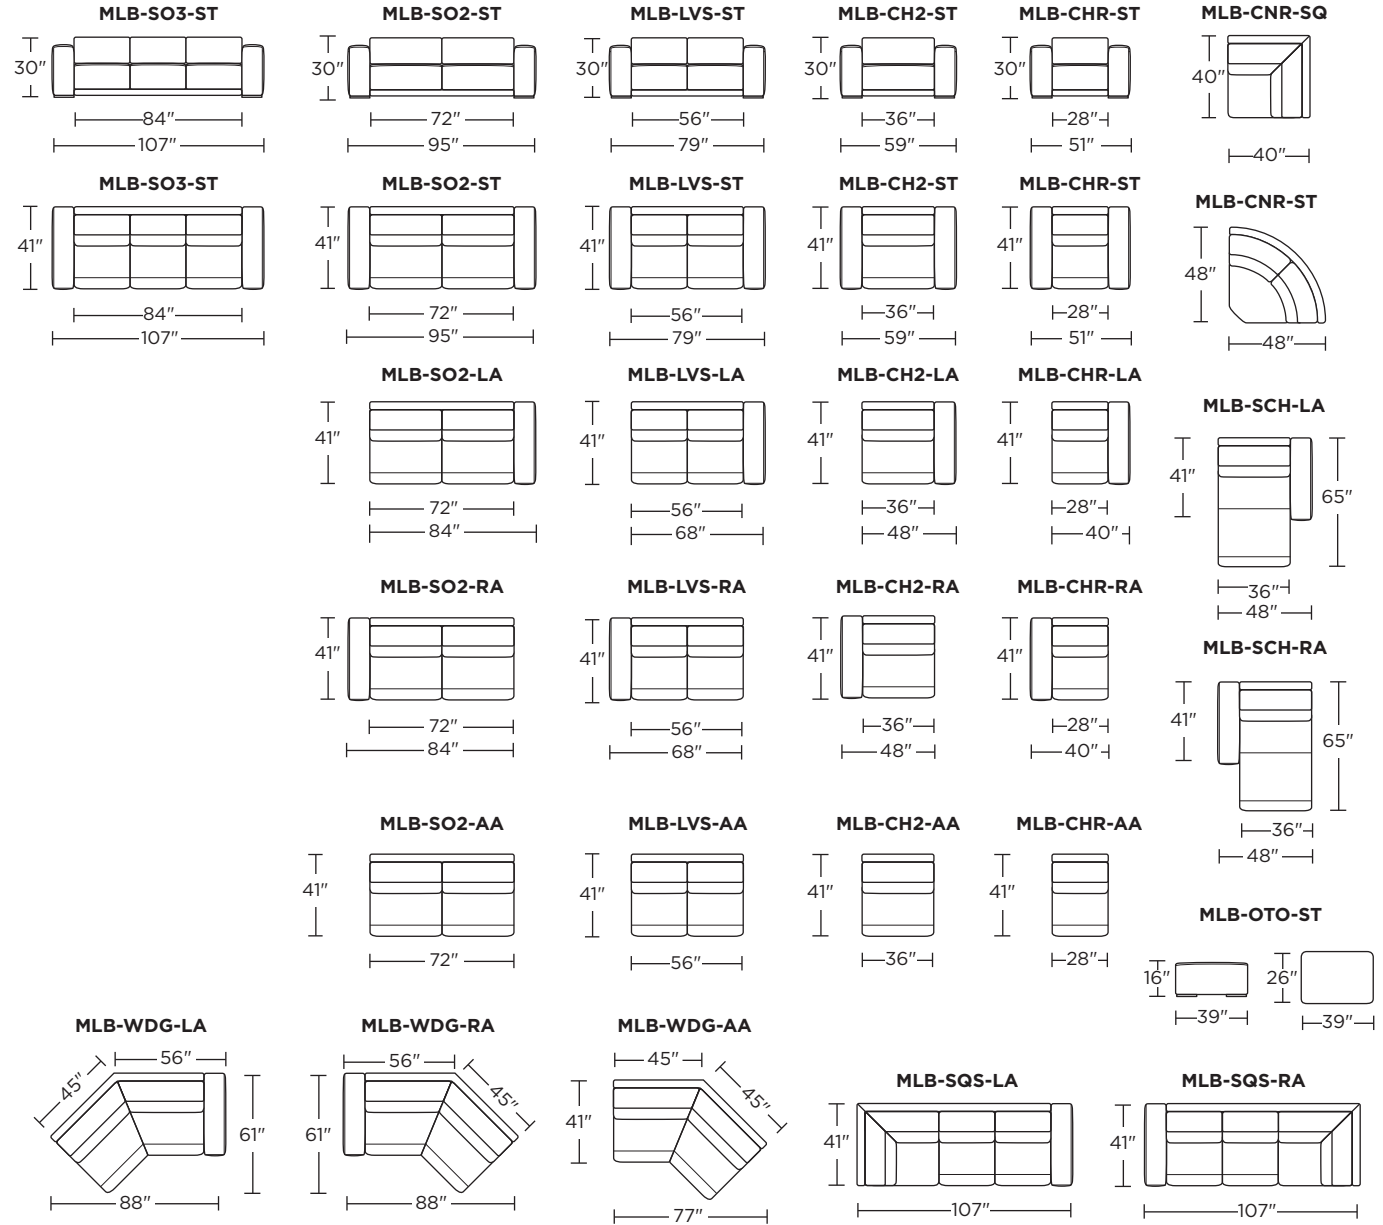 MLB-SO3-ST
30"
84"
107"
MLB-SO2-ST
30"
72"
95"
MLB-LVS-ST
30"
56"
79"
MLB-CH2-ST
30"
36"
59"
MLB-CHR-ST
30"
28"
51"
MLB-CNR-SQ
40"
40"
MLB-SO3-ST
41"
84"
107"
MLB-SO2-ST
41"
72"
95"
MLB-LVS-ST
41"
56"
79"
MLB-CH2-ST
41"
36"
59"
MLB-CHR-ST
41"
28"
51"
MLB-CNR-ST
48"
48"
MLB-SO2-LA
41"
72"
84"
MLB-LVS-LA
41"
56"
68"
MLB-CH2-LA
41"
36"
48"
MLB-CHR-LA
41"
28"
40"
MLB-SCH-LA
41"
65"
36"
48"
MLB-SO2-RA
41"
72"
84"
MLB-LVS-RA
41"
56"
68"
MLB-CH2-RA
41"
36"
48"
MLB-CHR-RA
41"
28"
40"
MLB-SCH-RA
41"
65"
36"
48"
MLB-SO2-AA
41"
72"
MLB-LVS-AA
41"
56"
MLB-CH2-AA
41"
36"
MLB-CHR-AA
41"
28"
MLB-OTO-ST
16"
39"
26"
39"
MLB-WDG-LA
56"
45"
61"
88"
MLB-WDG-RA
56"
45"
61"
88"
MLB-WDG-AA
45"
45"
41"
77"
MLB-SQS-LA
41"
107"
MLB-SQS-RA
41"
107"